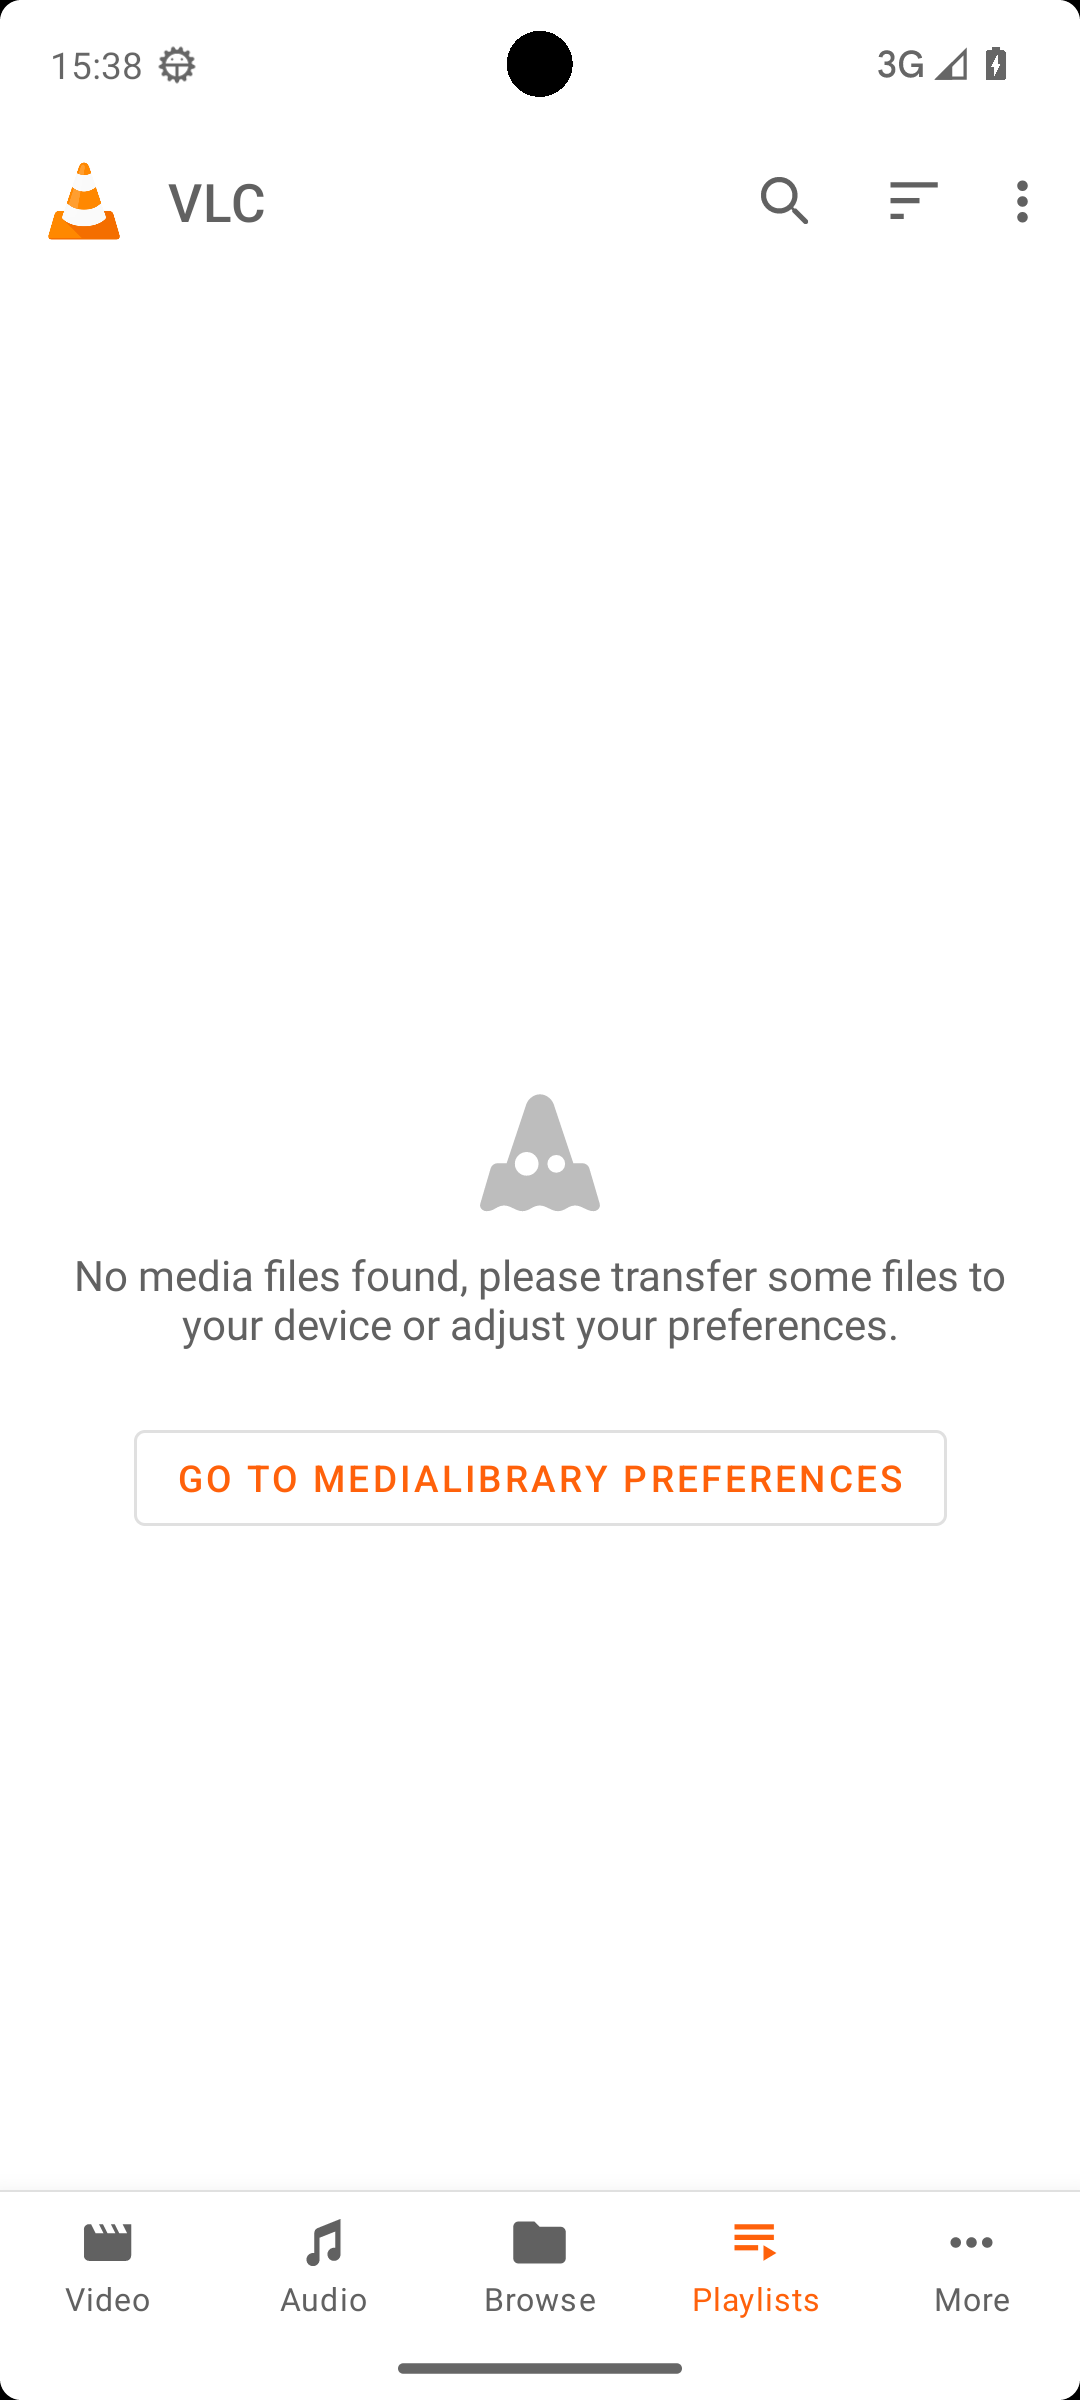 15:38
3G
VLC
No media files found, please transfer some files to
your device or adjust your preferences.
GO TO MEDIALIBRARY PREFERENCES
Video
Audio
Browse
Playlists
More